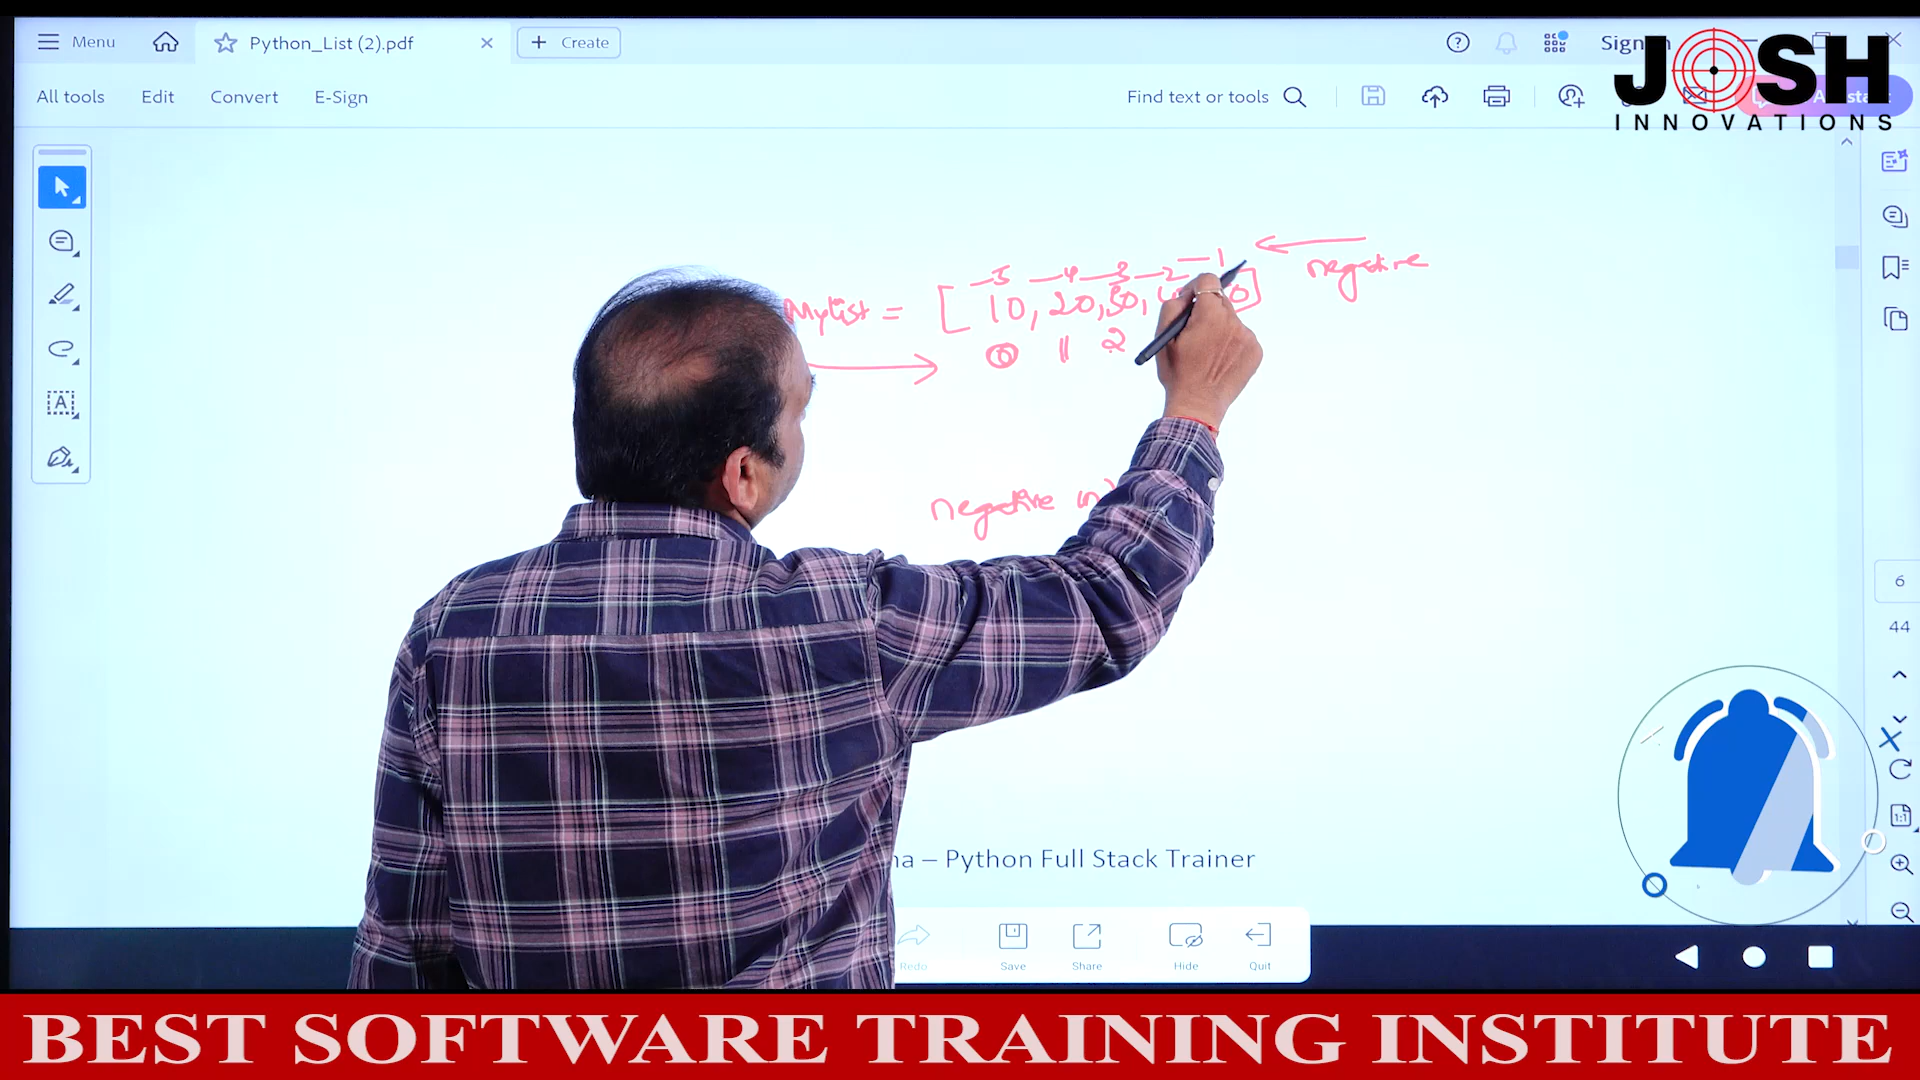 Menu
Python_List (2).pdf
Create
All tools
Edit
Convert
E-Sign
Find text or tools
JOSH
INNOVATIONS
-5 -4 -3 -2 -1
negative
Mylist = [ 10, 20, 30,
0 1 2
negative
6
44
– Python Full Stack Trainer
Redo
Save
Share
Hide
Quit
BEST SOFTWARE TRAINING INSTITUTE